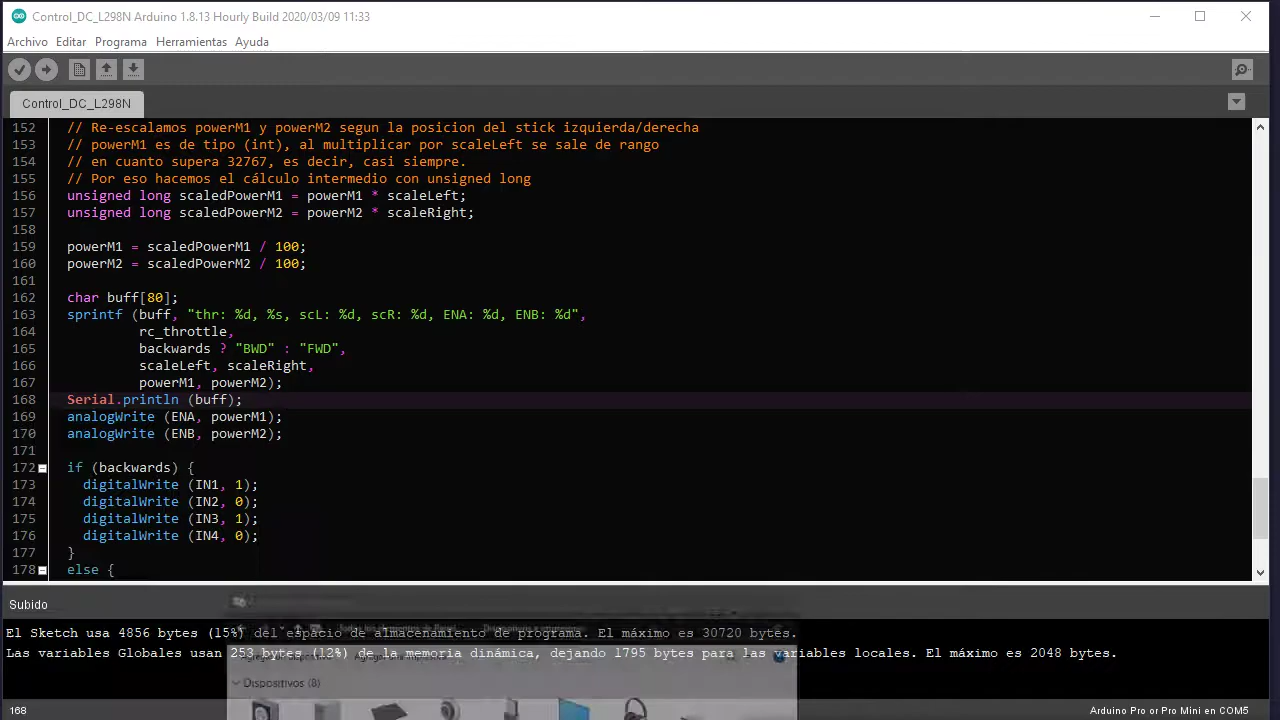 Control_DC_L298N Arduino 1.8.13 Hourly Build 2020/03/09 11:33
Archivo Editar Programa Herramientas Ayuda
Control_DC_L298N
152 // Re-escalamos powerM1 y powerM2 segun la posicion del stick izquierda/derecha
153 // powerM1 es de tipo (int), al multiplicar por scaleLeft se sale de rango
154 // en cuanto supera 32767, es decir, casi siempre.
155 // Por eso hacemos el cálculo intermedio con unsigned long
156 unsigned long scaledPowerM1 = powerM1 * scaleLeft;
157 unsigned long scaledPowerM2 = powerM2 * scaleRight;
158
159 powerM1 = scaledPowerM1 / 100;
160 powerM2 = scaledPowerM2 / 100;
161
162 char buff[80];
163 sprintf (buff, "thr: %d, %s, scL: %d, scR: %d, ENA: %d, ENB: %d",
164 rc_throttle,
165 backwards ? "BWD" : "FWD",
166 scaleLeft, scaleRight,
167 powerM1, powerM2);
168 Serial.println (buff);
169 analogWrite (ENA, powerM1);
170 analogWrite (ENB, powerM2);
171
172 if (backwards) {
173 digitalWrite (IN1, 1);
174 digitalWrite (IN2, 0);
175 digitalWrite (IN3, 1);
176 digitalWrite (IN4, 0);
177 }
178 else {
Subido
El Sketch usa 4856 bytes (15%) del espacio de almacenamiento de programa. El máximo es 30720 bytes.
Las variables Globales usan 253 bytes (12%) de la memoria dinámica, dejando 1795 bytes para las variables locales. El máximo es 2048 bytes.
Dispositivos (8)
168 Arduino Pro or Pro Mini en COM5